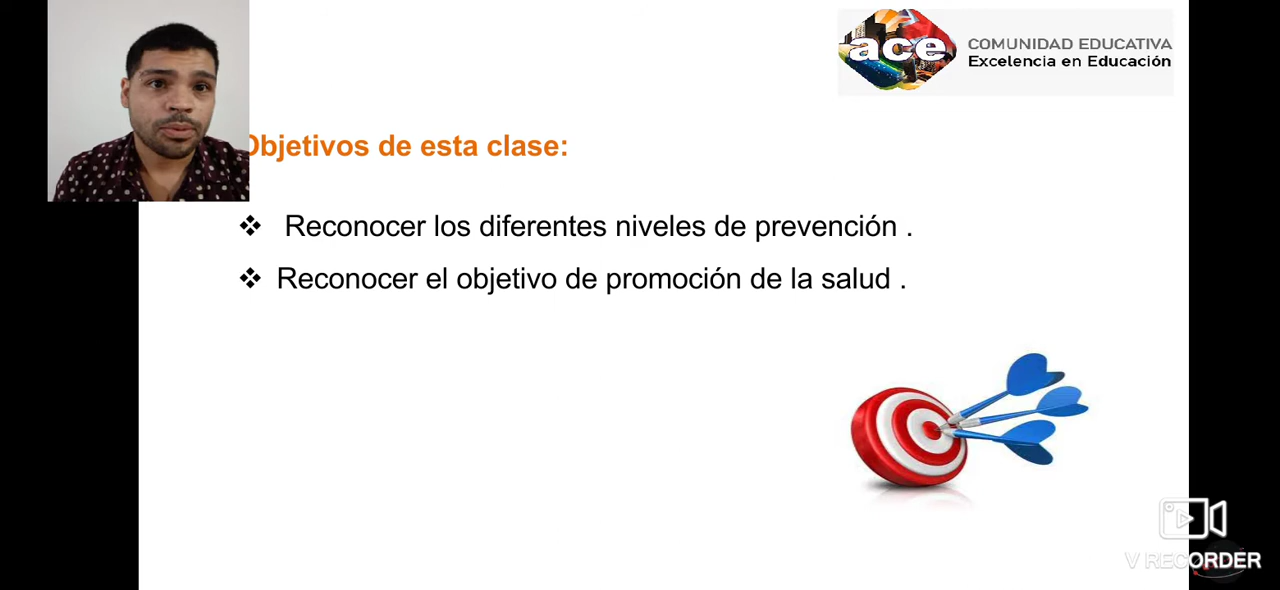 ace
COMUNIDAD EDUCATIVA
Excelencia en Educación
Objetivos de esta clase:
❖ Reconocer los diferentes niveles de prevención .
❖ Reconocer el objetivo de promoción de la salud .
V RECORDER